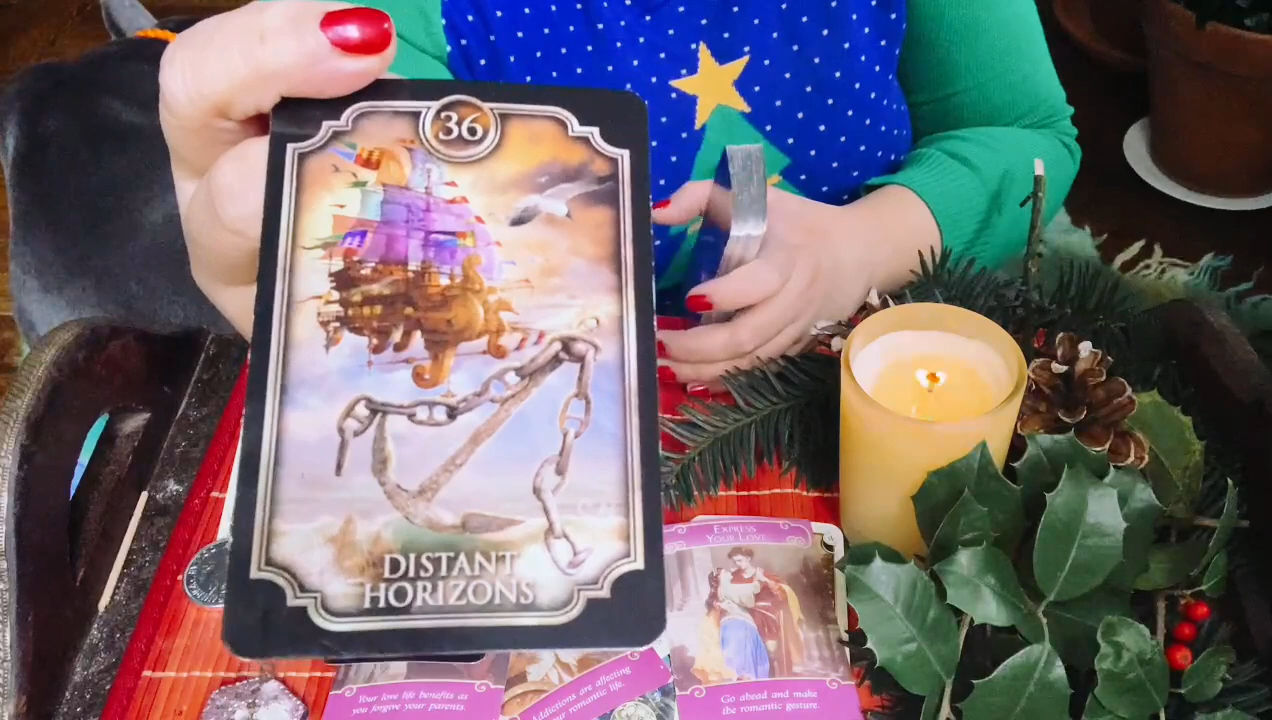 36
DISTANT
HORIZONS
EXPRESS
YOUR LOVE
Your love life benefits as
you forgive your parents.
Addictions are affecting
your romantic life.
Go ahead and make
the romantic gesture.